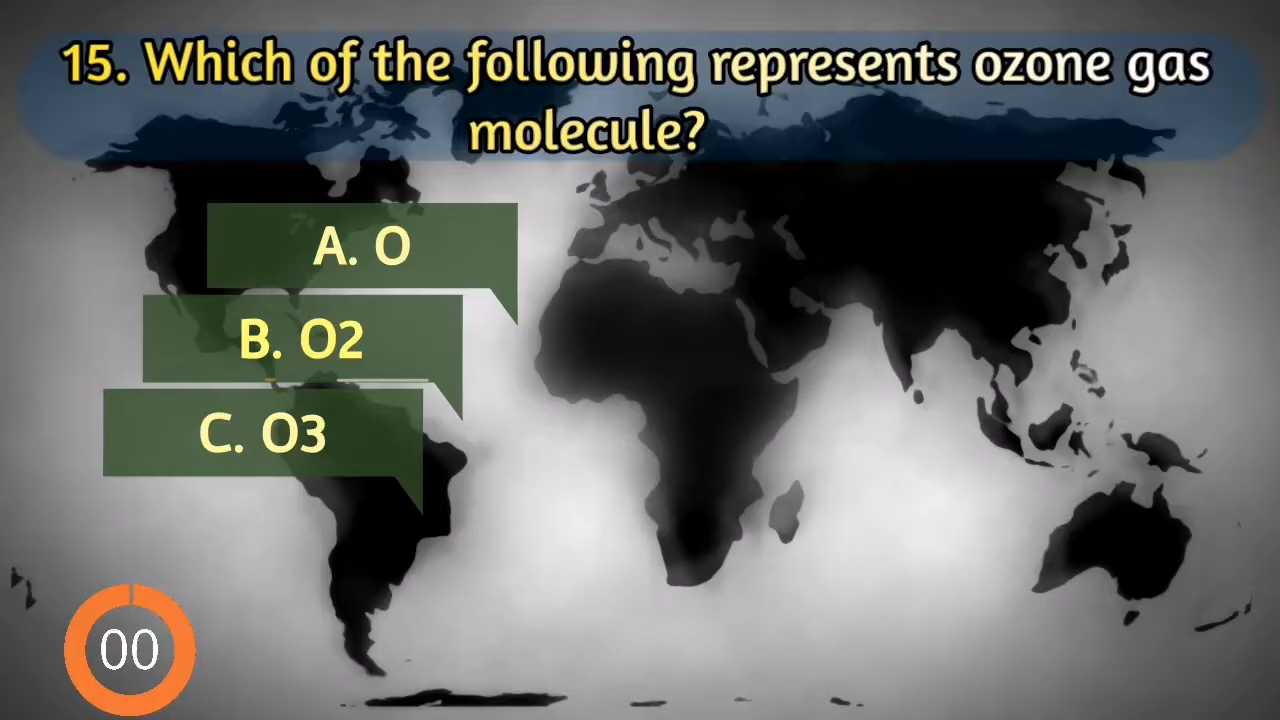 15. Which of the following represents ozone gas
molecule?
A. O
B. O2
C. O3
00